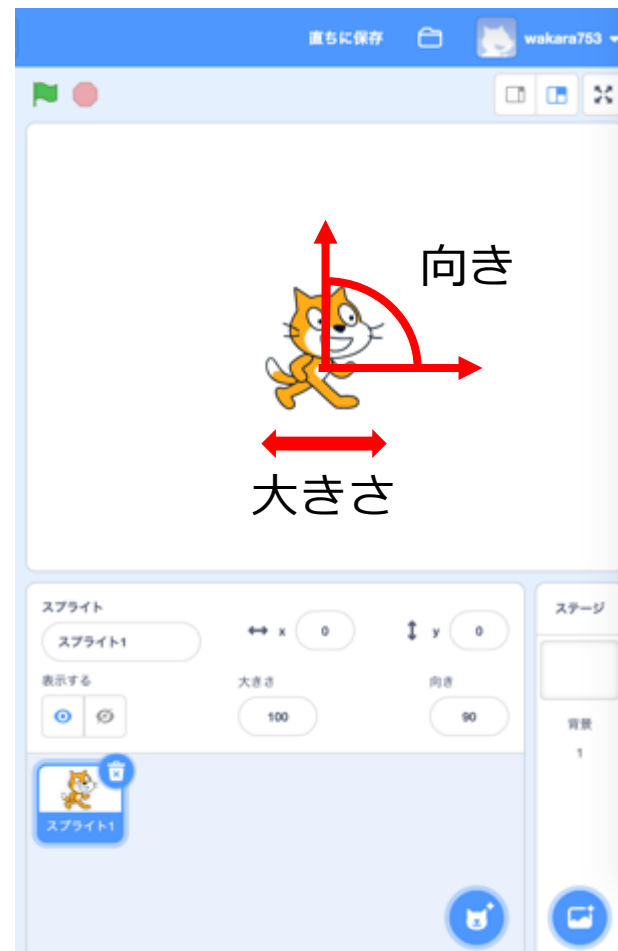 直ちに保存
wakara753
向き
大きさ
スプライト
スプライト1
x 0
y 0
ステージ
表示する
大きさ
100
向き
90
背景
1
スプライト1